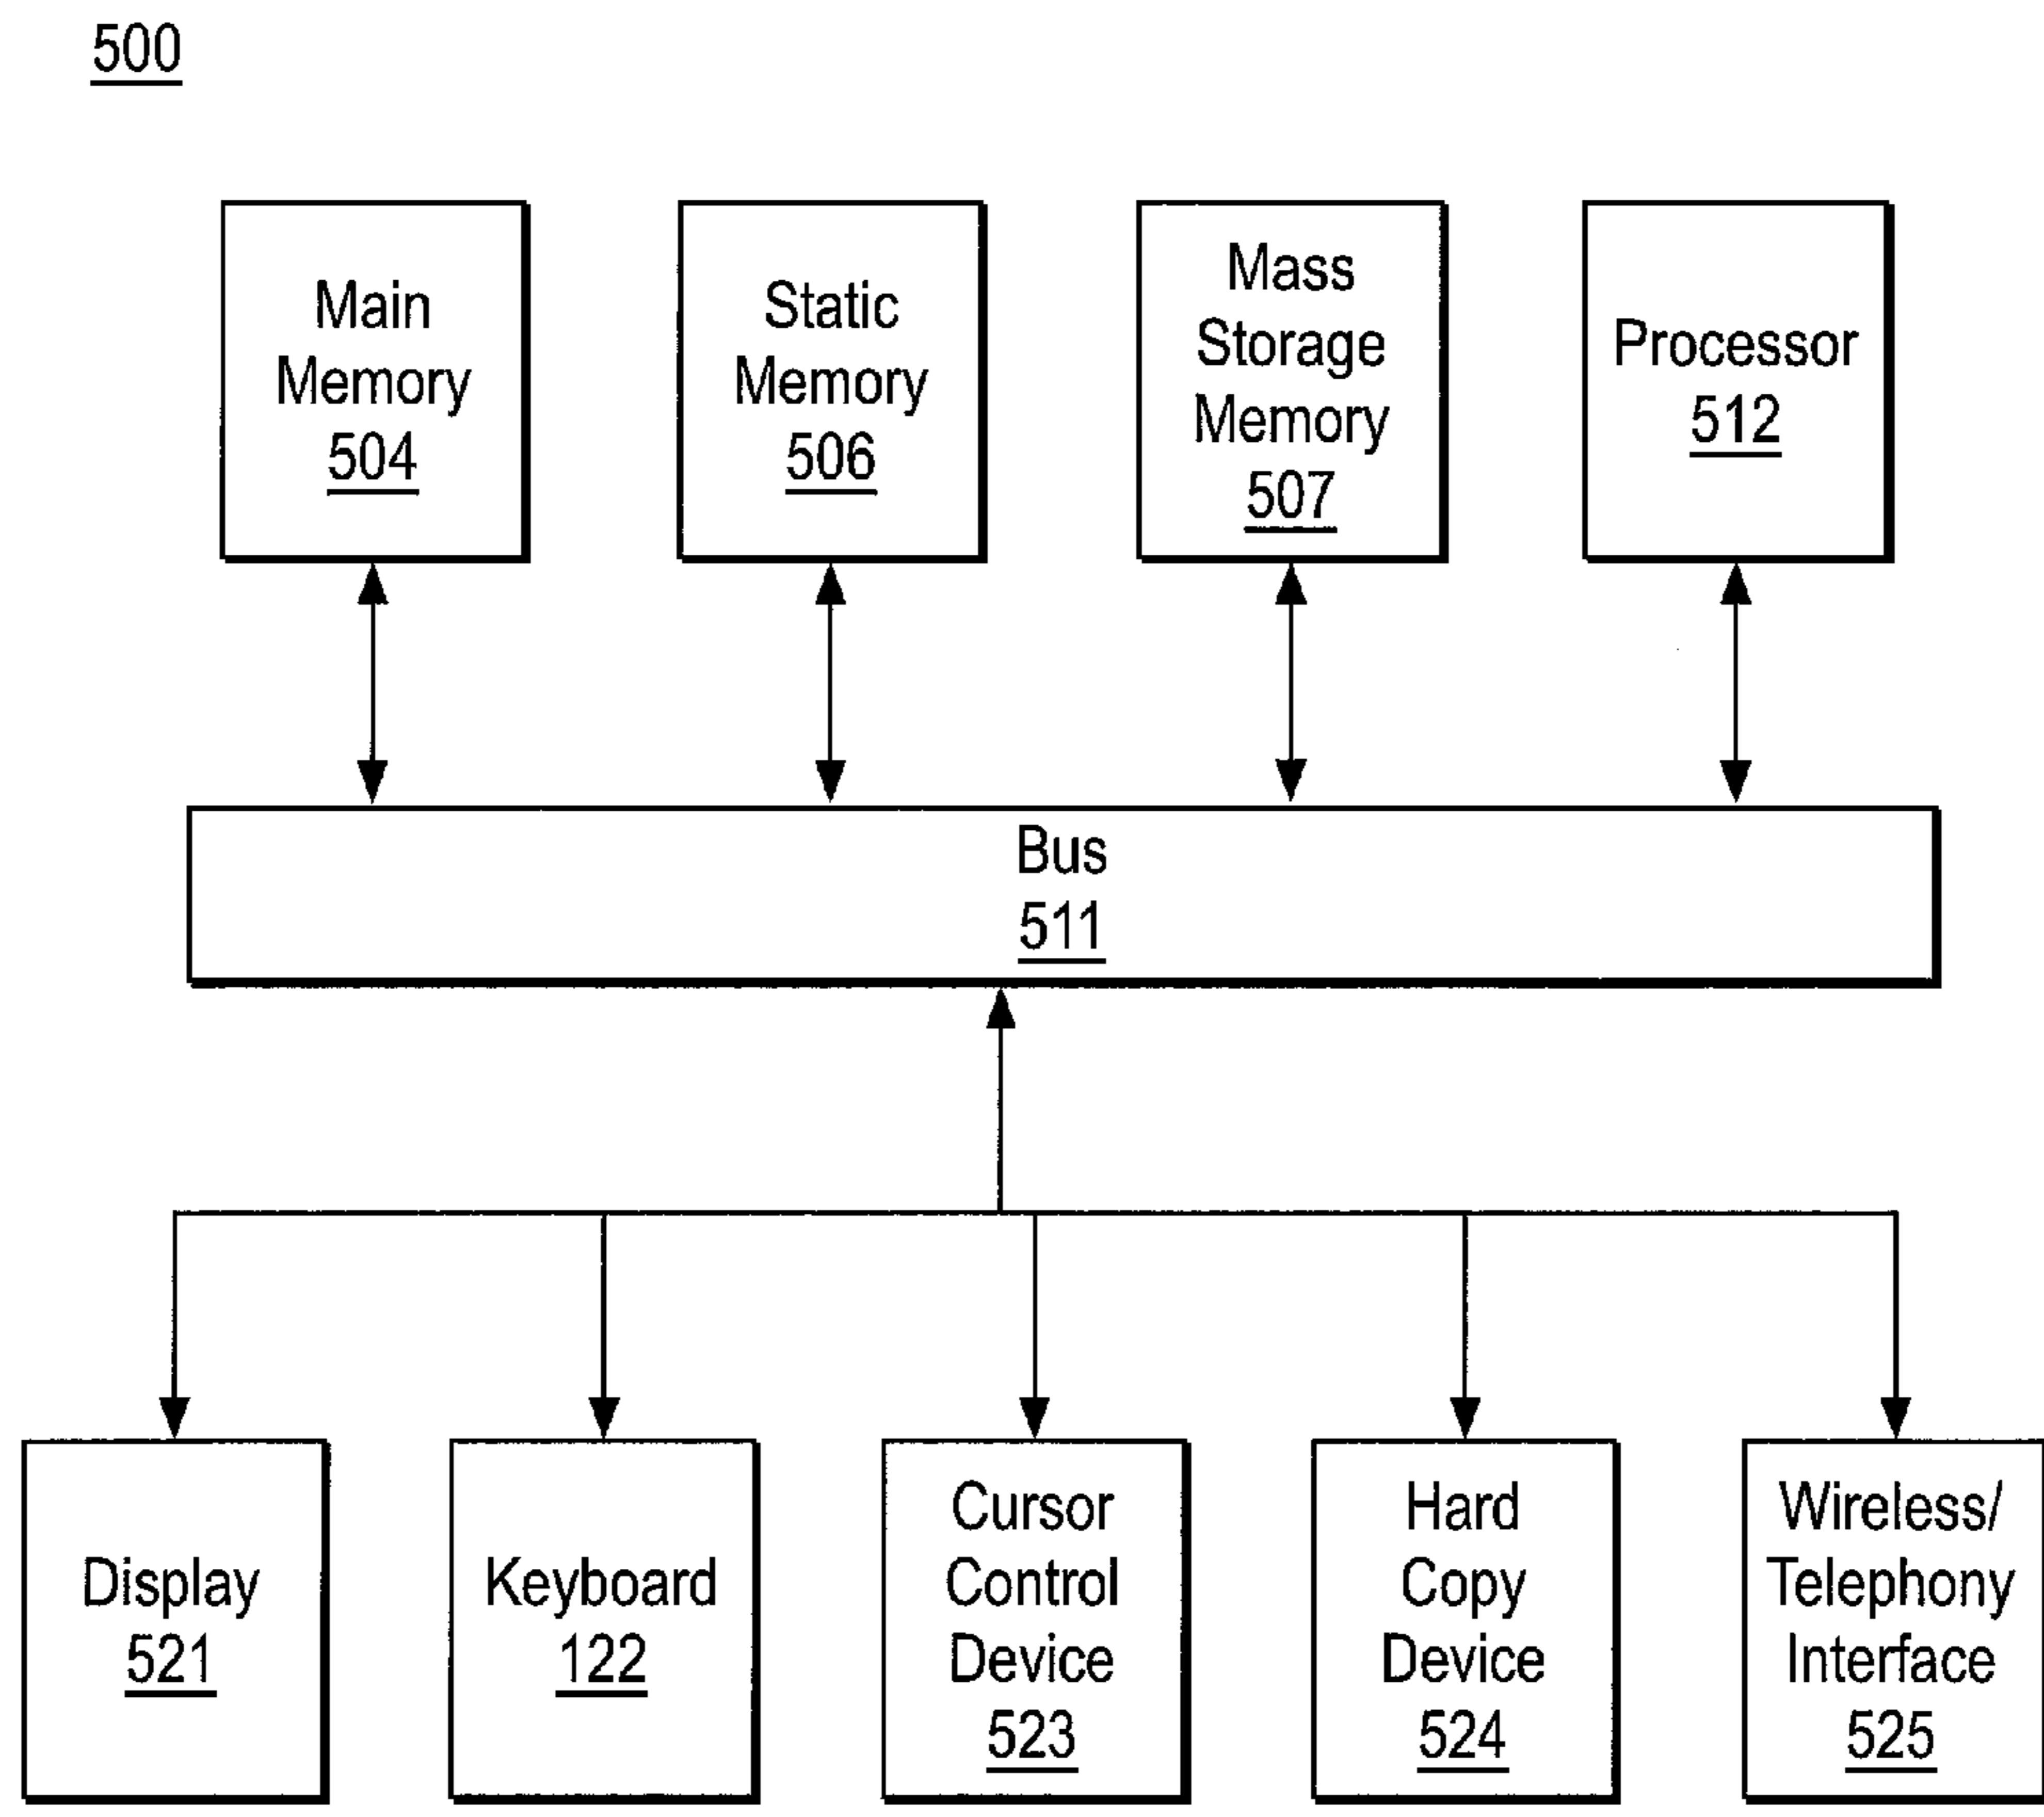 500
Main
Memory
504
Static
Memory
506
Mass
Storage
Memory
507
Processor
512
Bus
511
Display
521
Keyboard
122
Cursor
Control
Device
523
Hard
Copy
Device
524
Wireless/
Telephony
Interface
525